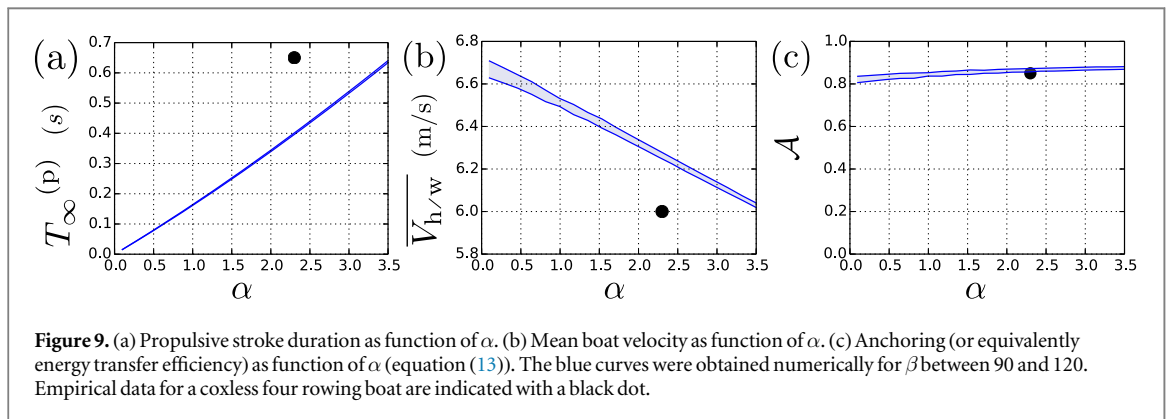 (a)
0.7
0.6
0.5
0.4
0.3
0.2
0.1
0.0
T∞(p) (s)
0.0 0.5 1.0 1.5 2.0 2.5 3.0 3.5
α
(b)
6.8
6.6
6.4
6.2
6.0
5.8
Vh/w (m/s)
0.0 0.5 1.0 1.5 2.0 2.5 3.0 3.5
α
(c)
1.0
0.8
0.6
0.4
0.2
0.0
𝒜
0.0 0.5 1.0 1.5 2.0 2.5 3.0 3.5
α
Figure 9. (a) Propulsive stroke duration as function of α. (b) Mean boat velocity as function of α. (c) Anchoring (or equivalently
energy transfer efficiency) as function of α (equation (13)). The blue curves were obtained numerically for β between 90 and 120.
Empirical data for a coxless four rowing boat are indicated with a black dot.